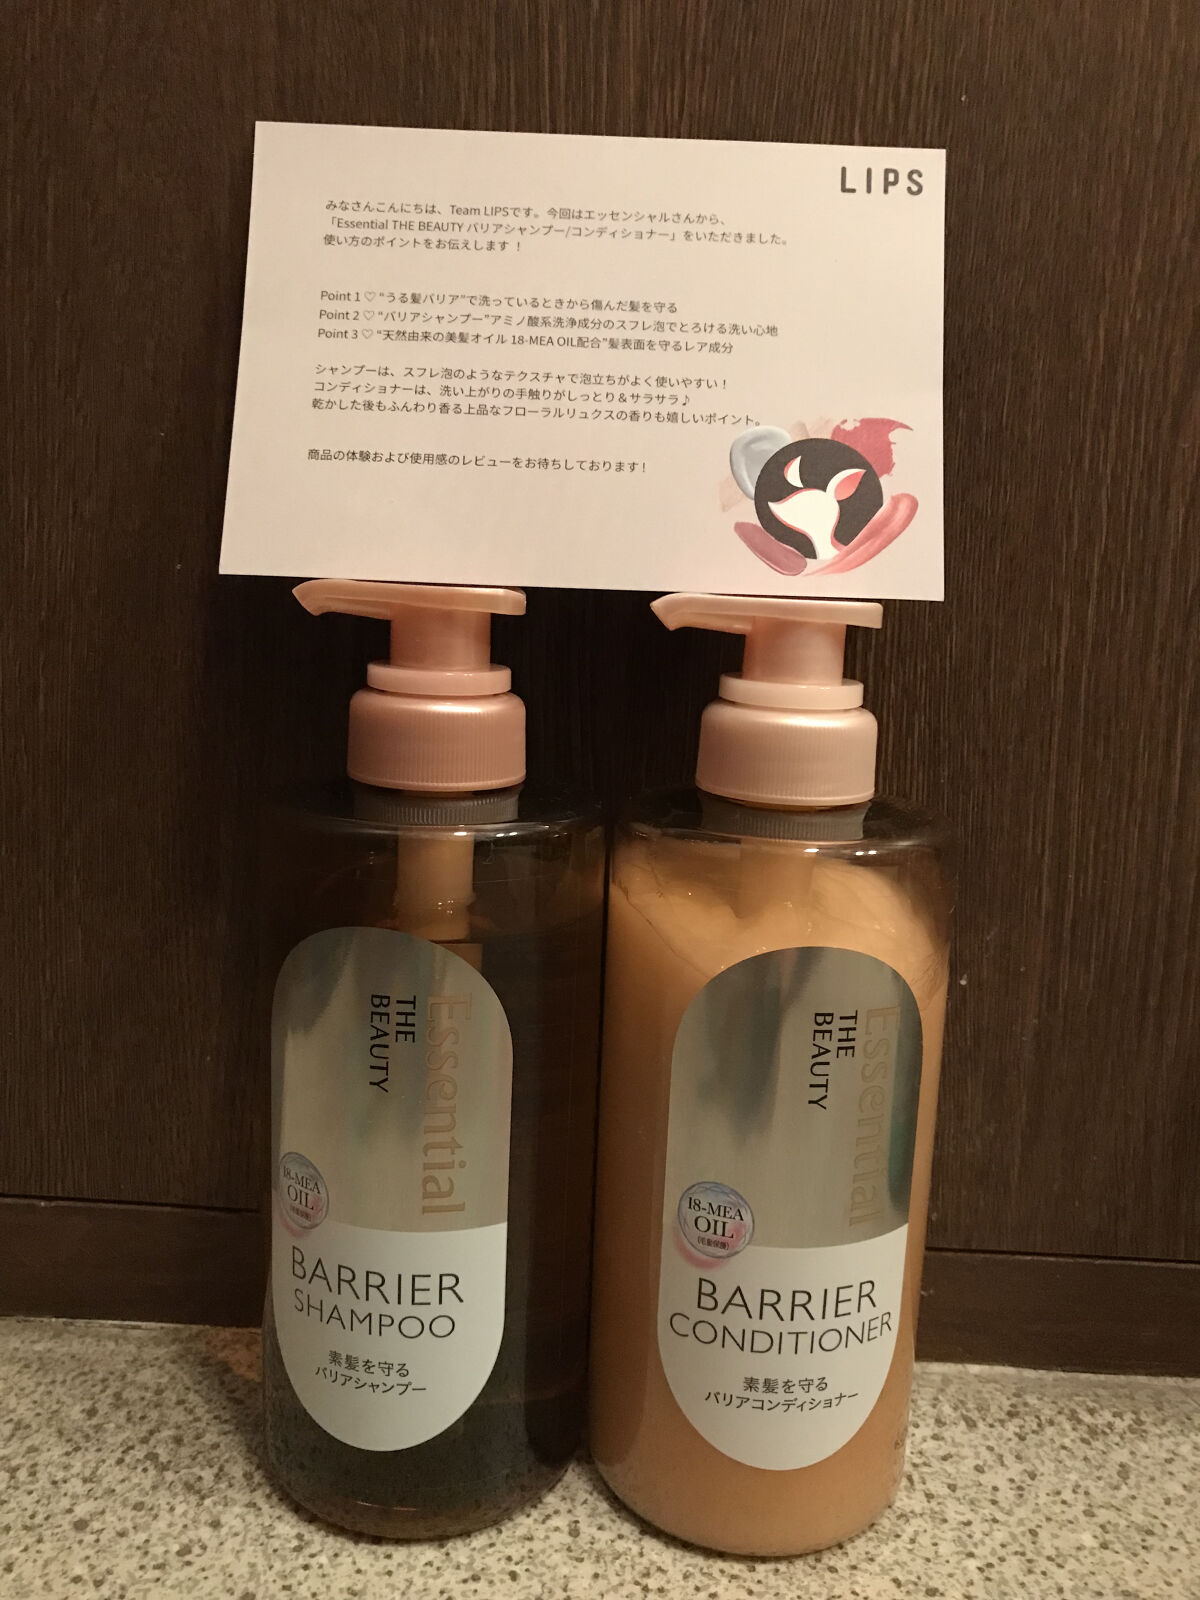 LIPS
みなさんこんにちは、Team LIPSです。今回はエッセンシャルさんから、
「Essential THE BEAUTY バリアシャンプー/コンディショナー」をいただきました。
使い方のポイントをお伝えします！
Point 1 ♡ “うる髪バリア”で洗っているときから傷んだ髪を守る
Point 2 ♡ “バリアシャンプー”アミノ酸系洗浄成分のスフレ泡でとろける洗い心地
Point 3 ♡ “天然由来の美髪オイル 18-MEA OIL配合”髪表面を守るレア成分
シャンプーは、スフレ泡のようなテクスチャで泡立ちがよく使いやすい！
コンディショナーは、洗い上がりの手触りがしっとり＆サラサラ♪
乾かした後もふんわり香る上品なフローラルリュクスの香りも嬉しいポイント。
商品の体験および使用感のレビューをお待ちしております！
Essential
THE
BEAUTY
18-MEA
OIL
(毛髪保護)
BARRIER
SHAMPOO
素髪を守る
バリアシャンプー
Essential
THE
BEAUTY
18-MEA
OIL
(毛髪保護)
BARRIER
CONDITIONER
素髪を守る
バリアコンディショナー